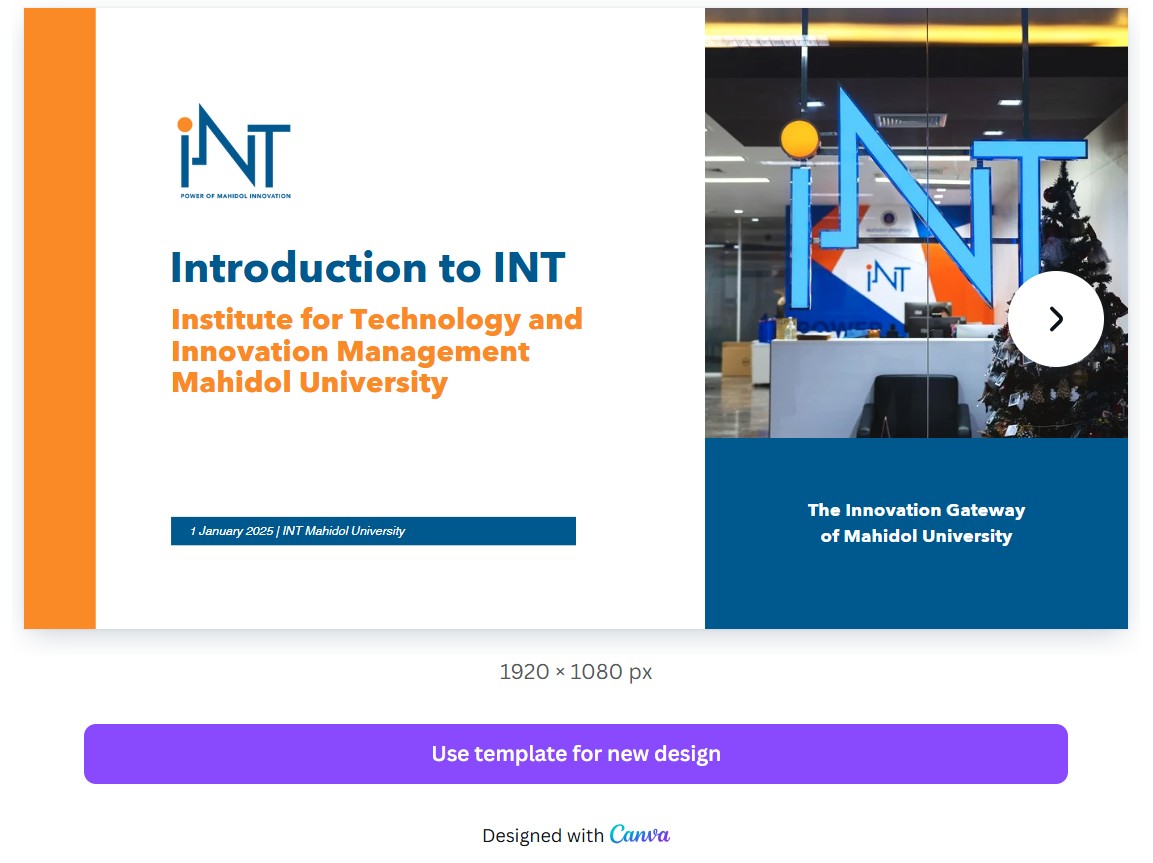 iNT
POWER OF MAHIDOL INNOVATION
Introduction to INT
Institute for Technology and
Innovation Management
Mahidol University
1 January 2025 | INT Mahidol University
iNT
iNT
POWER
The Innovation Gateway
of Mahidol University
1920 × 1080 px
Use template for new design
Designed with Canva